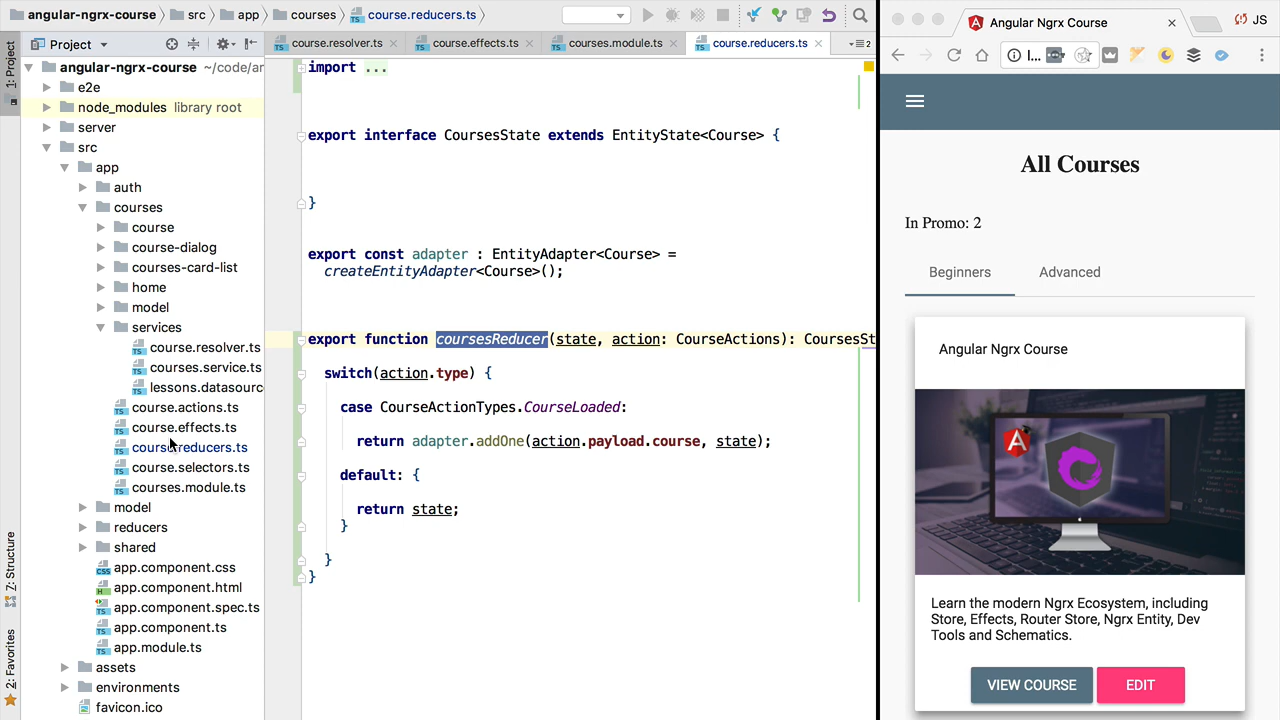 angular-ngrx-course
src
app
courses
course.reducers.ts
Project
course.resolver.ts
course.effects.ts
courses.module.ts
course.reducers.ts
2
1: Project
Z: Structure
2: Favorites
angular-ngrx-course ~/code/ar
e2e
node_modules library root
server
src
app
auth
courses
course
course-dialog
courses-card-list
home
model
services
course.resolver.ts
courses.service.ts
lessons.datasourc
course.actions.ts
course.effects.ts
course.reducers.ts
course.selectors.ts
courses.module.ts
model
reducers
shared
app.component.css
app.component.html
app.component.spec.ts
app.component.ts
app.module.ts
assets
environments
favicon.ico
import ...
export interface CoursesState extends EntityState<Course> {
}
export const adapter : EntityAdapter<Course> =
createEntityAdapter<Course>();
export function coursesReducer(state, action: CourseActions): CoursesSt
switch(action.type) {
case CourseActionTypes.CourseLoaded:
return adapter.addOne(action.payload.course, state);
default: {
return state;
}
}
}
Angular Ngrx Course
JS
l...
All Courses
In Promo: 2
Beginners
Advanced
Angular Ngrx Course
Learn the modern Ngrx Ecosystem, including
Store, Effects, Router Store, Ngrx Entity, Dev
Tools and Schematics.
VIEW COURSE
EDIT